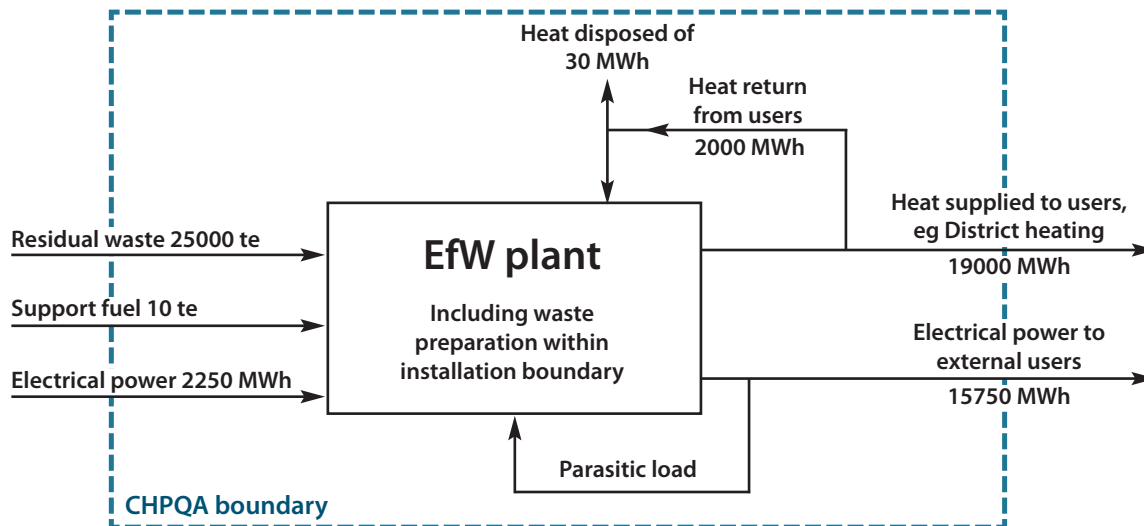 Heat disposed of
30 MWh
Heat return
from users
2000 MWh
Heat supplied to users,
eg District heating
19000 MWh
Residual waste 25000 te
EfW plant
Support fuel 10 te
Including waste
preparation within
installation boundary
Electrical power to
external users
15750 MWh
Electrical power 2250 MWh
Parasitic load
CHPQA boundary